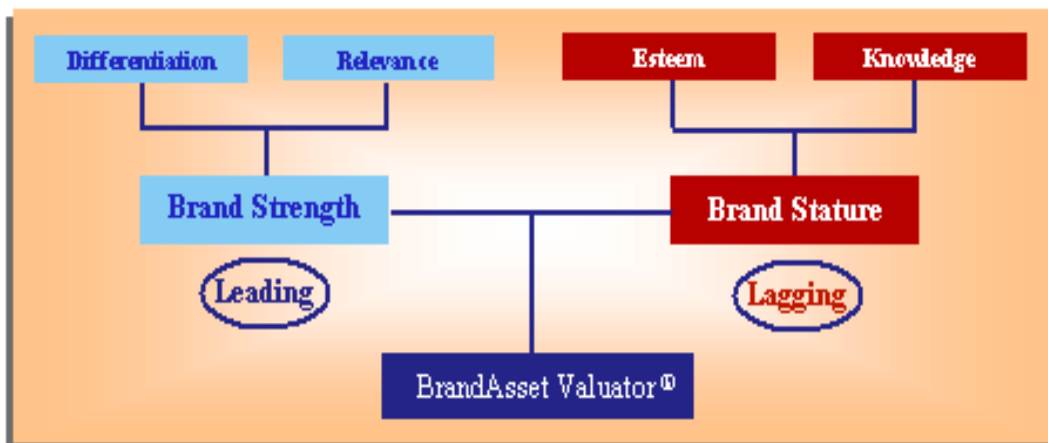 Differentiation
Relevance
Esteem
Knowledge
Brand Strength
Brand Stature
Leading
Lagging
BrandAsset Valuator®